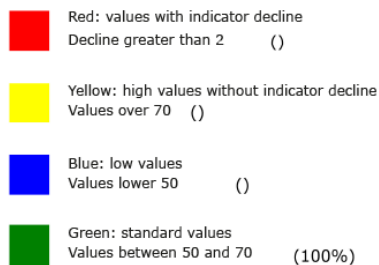 Red: values with indicator decline
Decline greater than 2 ()
Yellow: high values without indicator decline
Values over 70 ()
Blue: low values
Values lower 50 ()
Green: standard values
Values between 50 and 70 (100%)